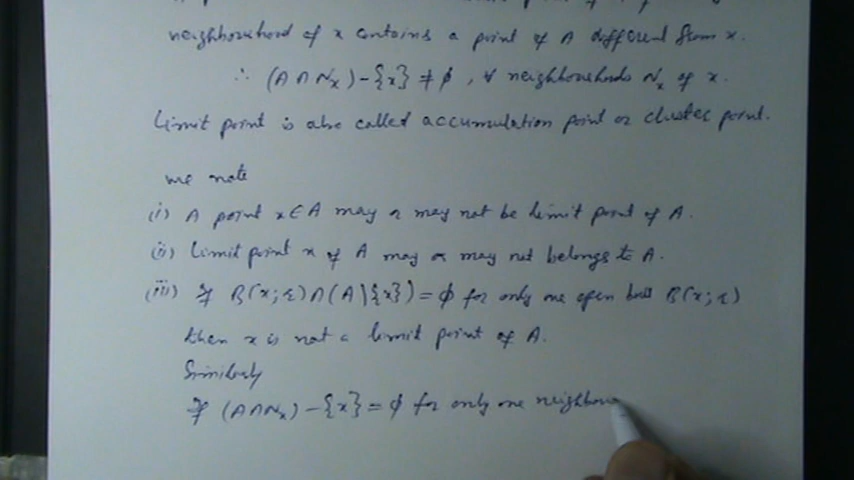 neighbourhood of x contains a point of A different from x.
∴ (A ∩ Nₓ) - {x} ≠ ϕ, ∀ neighbourhoods Nₓ of x.
Limit point is also called accumulation point or cluster point.
we note
(i) A point x ∈ A may or may not be limit point of A.
(ii) Limit point x of A may or may not belongs to A.
(iii) If B(x; r) ∩ (A \ {x}) = ϕ for only one open ball B(x; r)
then x is not a limit point of A.
Similarly
If (A ∩ Nₓ) - {x} = ϕ for only one neighbou